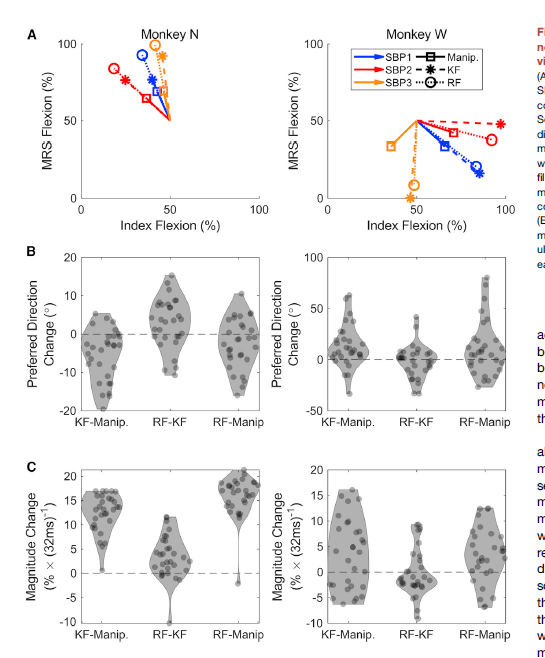 A
Monkey N
Monkey W
MRS Flexion (%)
100
50
0
0
50
100
Index Flexion (%)
MRS Flexion (%)
100
50
0
0
50
100
Index Flexion (%)
SBP1
SBP2
SBP3
Manip.
KF
RF
B
Preferred Direction
Change (°)
20
10
0
-10
-20
KF-Manip.
RF-KF
RF-Manip
Preferred Direction
Change (°)
100
50
0
-50
KF-Manip.
RF-KF
RF-Manip
C
Magnitude Change
(% × (32ms)-1)
20
15
10
5
0
-5
-10
KF-Manip.
RF-KF
RF-Manip
Magnitude Change
(% × (32ms)-1)
20
15
10
5
0
-5
-10
KF-Manip.
RF-KF
RF-Manip